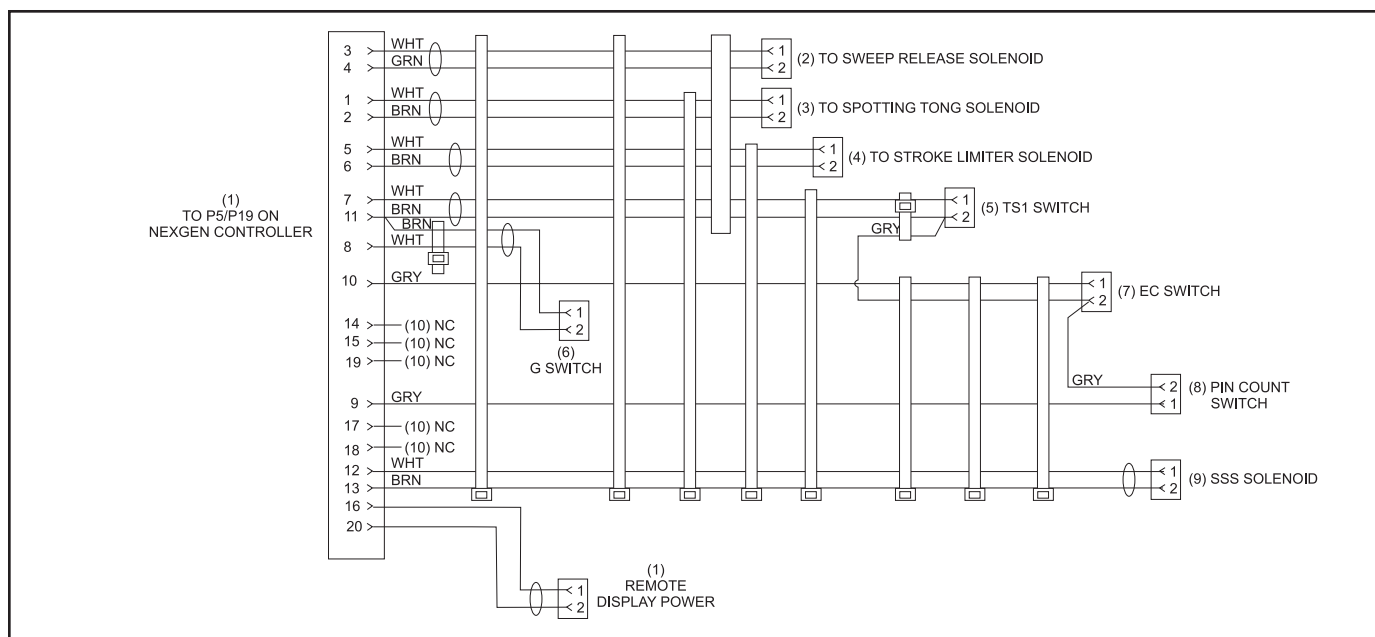 (1)
TO P5/P19 ON
NEXGEN CONTROLLER
3 WHT
4 GRN
1 2 (2) TO SWEEP RELEASE SOLENOID
1 WHT
2 BRN
1 2 (3) TO SPOTTING TONG SOLENOID
5 WHT
6 BRN
1 2 (4) TO STROKE LIMITER SOLENOID
7 WHT
11 BRN
BRN
1 2 (5) TS1 SWITCH
GRY
8 WHT
10 GRY
1 2 (7) EC SWITCH
1
2
(6)
G SWITCH
14 (10) NC
15 (10) NC
19 (10) NC
GRY
2 1 (8) PIN COUNT
SWITCH
9 GRY
17 (10) NC
18 (10) NC
12 WHT
13 BRN
1 2 (9) SSS SOLENOID
16
20
(1)
REMOTE
DISPLAY POWER
1
2